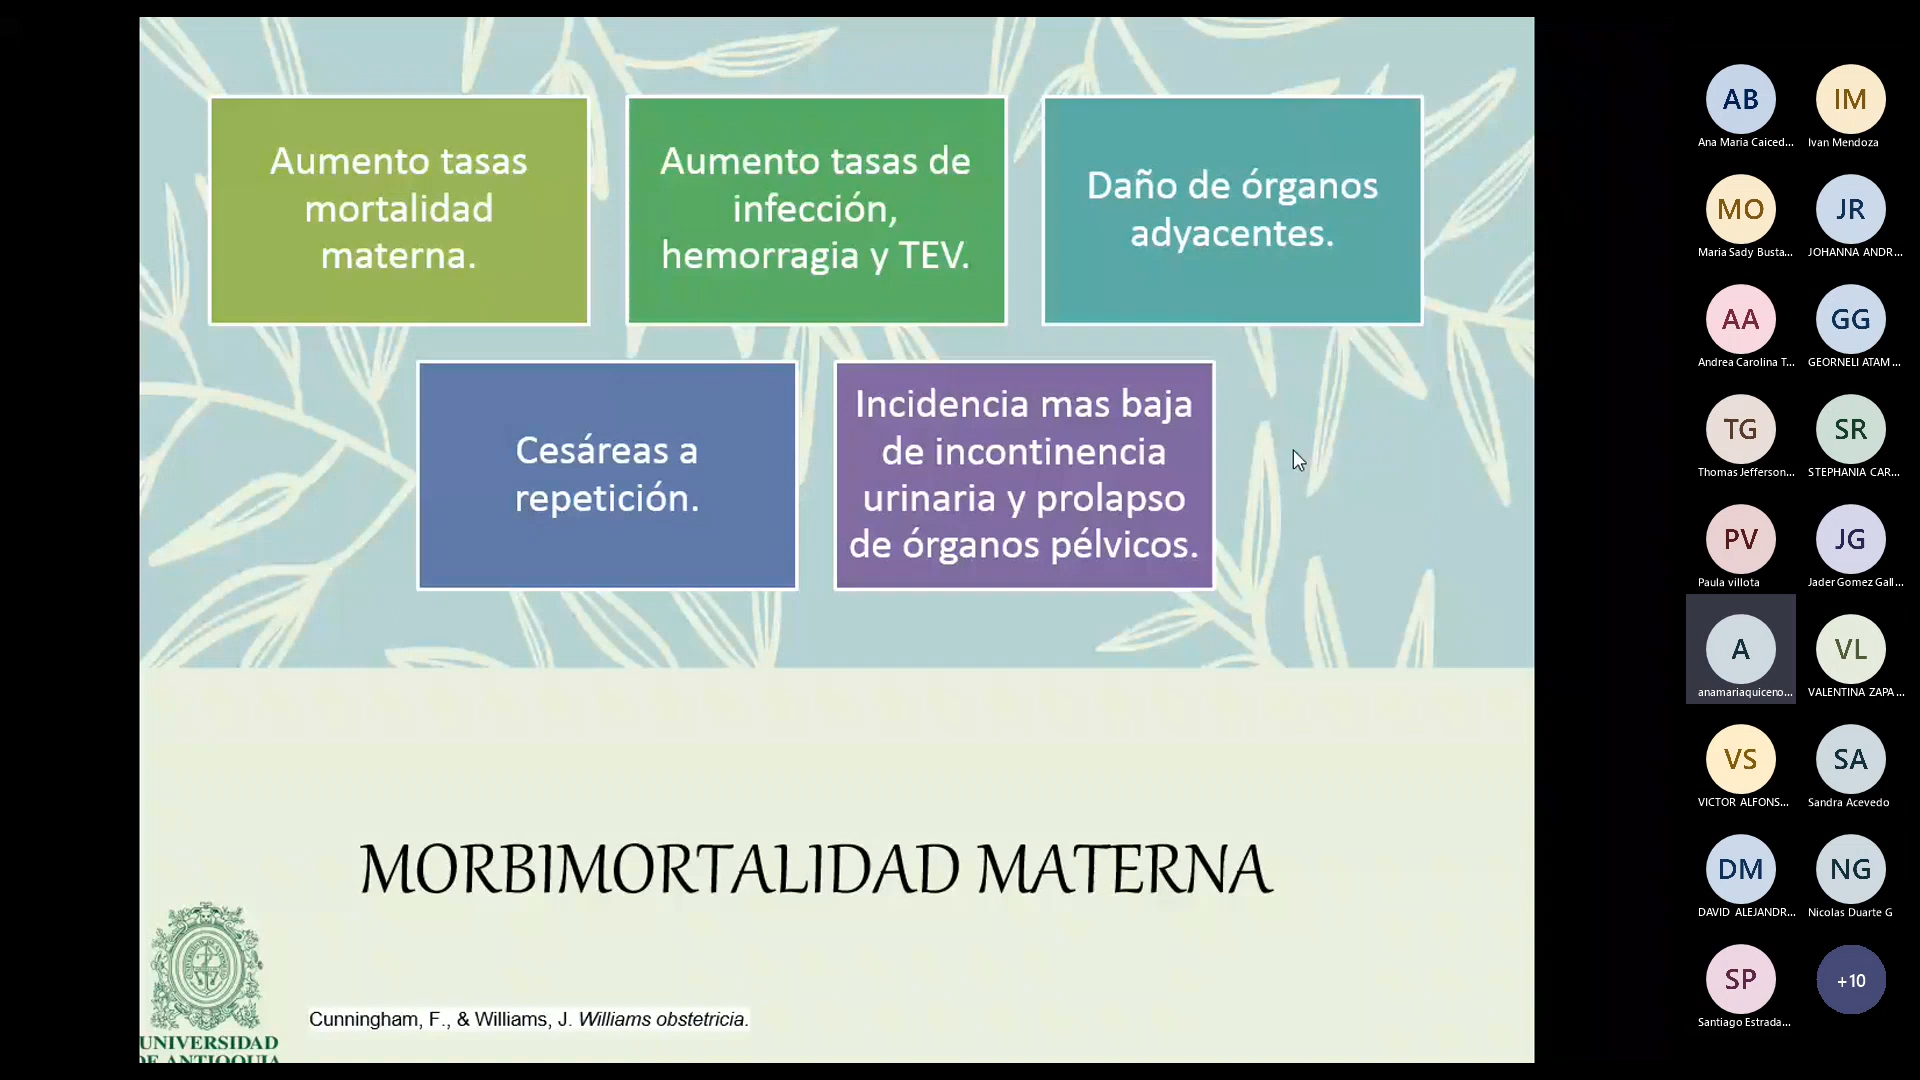 Aumento tasas
mortalidad
materna.
Aumento tasas de
infección,
hemorragia y TEV.
Daño de órganos
adyacentes.
Cesáreas a
repetición.
Incidencia mas baja
de incontinencia
urinaria y prolapso
de órganos pélvicos.
MORBIMORTALIDAD MATERNA
Cunningham, F., & Williams, J. Williams obstetricia.
UNIVERSIDAD
DE ANTIOQUIA
AB
Ana Maria Caiced...
IM
Ivan Mendoza
MO
Maria Sady Busta...
JR
JOHANNA ANDR...
AA
Andrea Carolina T...
GG
GEORNELI ATAM...
TG
Thomas Jefferson...
SR
STEPHANIA CAR...
PV
Paula villota
JG
Jader Gomez Gall...
A
anamariaquiceno...
VL
VALENTINA ZAPA...
VS
VICTOR ALFONS...
SA
Sandra Acevedo
DM
DAVID ALEJANDR...
NG
Nicolas Duarte G
SP
Santiago Estrada...
+10